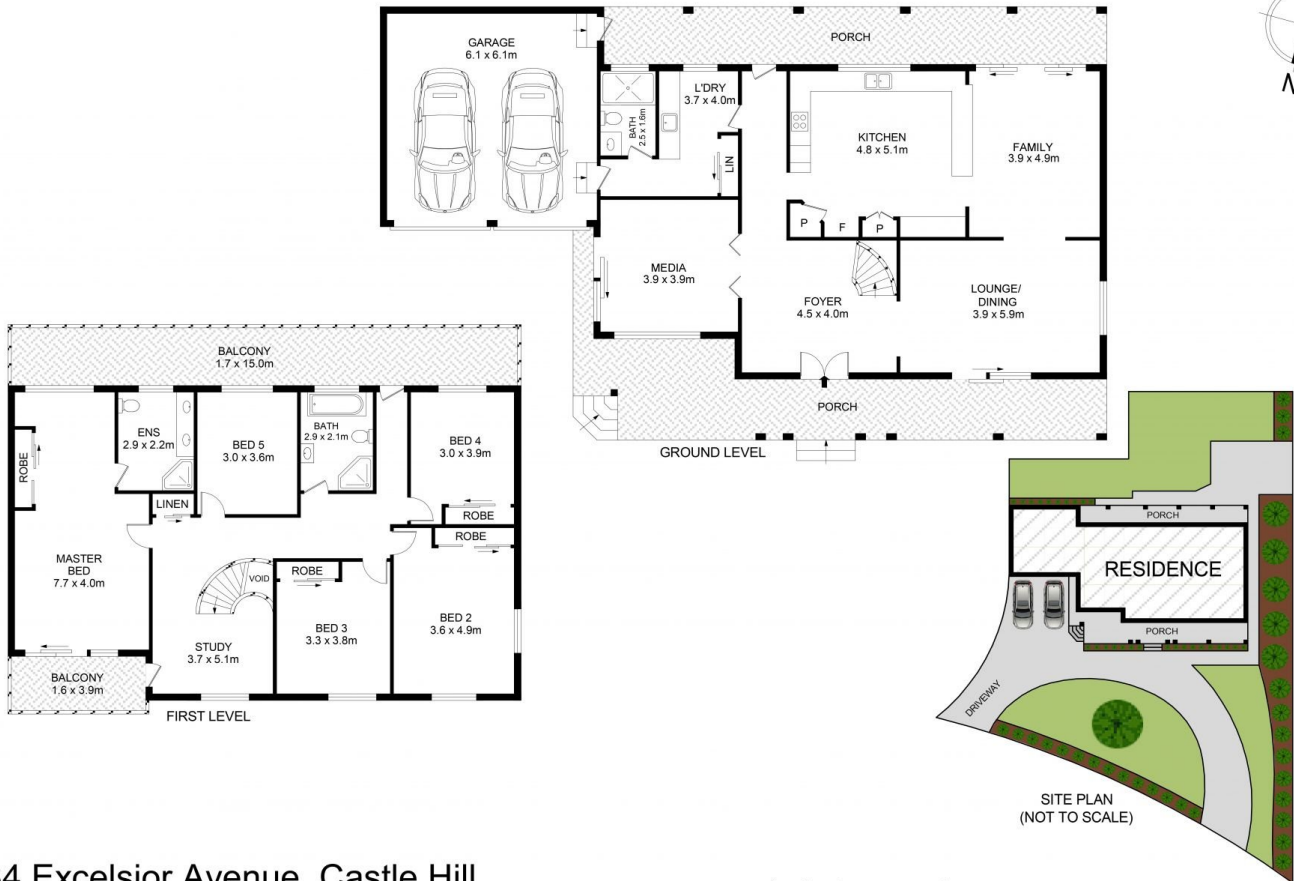 GARAGE
6.1 x 6.1m
PORCH
L'DRY
3.7 x 4.0m
BATH
2.5 x 1.6m
LIN
KITCHEN
4.8 x 5.1m
FAMILY
3.9 x 4.9m
P
F
P
MEDIA
3.9 x 3.9m
FOYER
4.5 x 4.0m
LOUNGE/
DINING
3.9 x 5.9m
PORCH
GROUND LEVEL
N
BALCONY
1.7 x 15.0m
ROBE
ENS
2.9 x 2.2m
BED 5
3.0 x 3.6m
BATH
2.9 x 2.1m
BED 4
3.0 x 3.9m
LINEN
ROBE
ROBE
MASTER
BED
7.7 x 4.0m
VOID
ROBE
STUDY
3.7 x 5.1m
BED 3
3.3 x 3.8m
BED 2
3.6 x 4.9m
BALCONY
1.6 x 3.9m
FIRST LEVEL
PORCH
RESIDENCE
PORCH
DRIVEWAY
SITE PLAN
(NOT TO SCALE)
4 Excelsior Avenue, Castle Hill